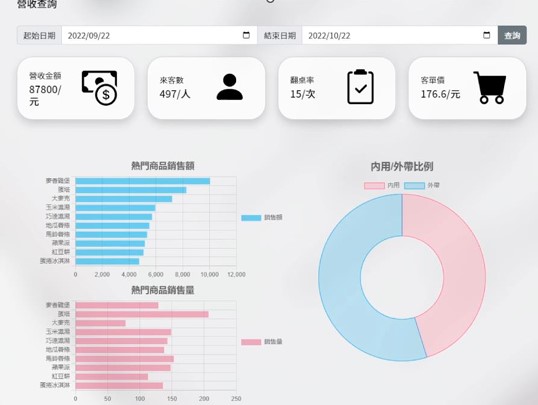 營收查詢
起始日期 2022/09/22 結束日期 2022/10/22 查詢
營收金額
87800/
元
來客數
497/人
翻桌率
15/次
客單價
176.6/元
熱門商品銷售額
麥香雞堡
蛋塔
大麥克
玉米濃湯
巧達濃湯
地瓜薯條
馬鈴薯條
蘋果派
紅豆餅
蛋捲冰淇淋
0 2,000 4,000 6,000 8,000 10,000 12,000
銷售額
熱門商品銷售量
麥香雞堡
蛋塔
大麥克
玉米濃湯
巧達濃湯
地瓜薯條
馬鈴薯條
蘋果派
紅豆餅
蛋捲冰淇淋
0 50 100 150 200 250
銷售量
內用/外帶比例
內用 外帶